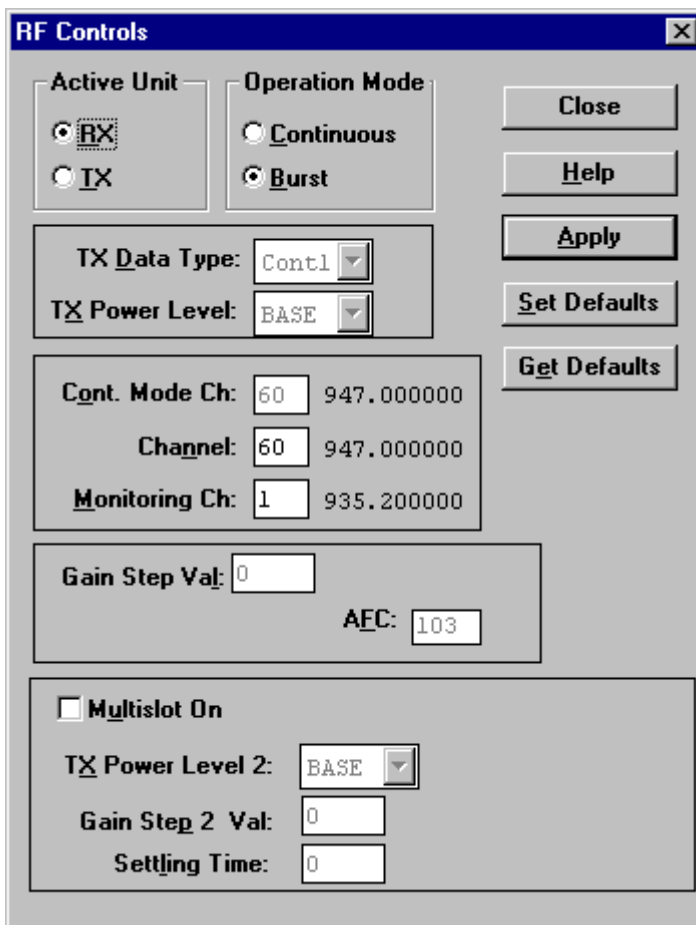 RF Controls
Active Unit
RX
TX
Operation Mode
Continuous
Burst
Close
Help
Apply
Set Defaults
Get Defaults
TX Data Type: Cont1
TX Power Level: BASE
Cont. Mode Ch: 60 947.000000
Channel: 60 947.000000
Monitoring Ch: 1 935.200000
Gain Step Val: 0
AFC: 103
Multislot On
TX Power Level 2: BASE
Gain Step 2 Val: 0
Settling Time: 0